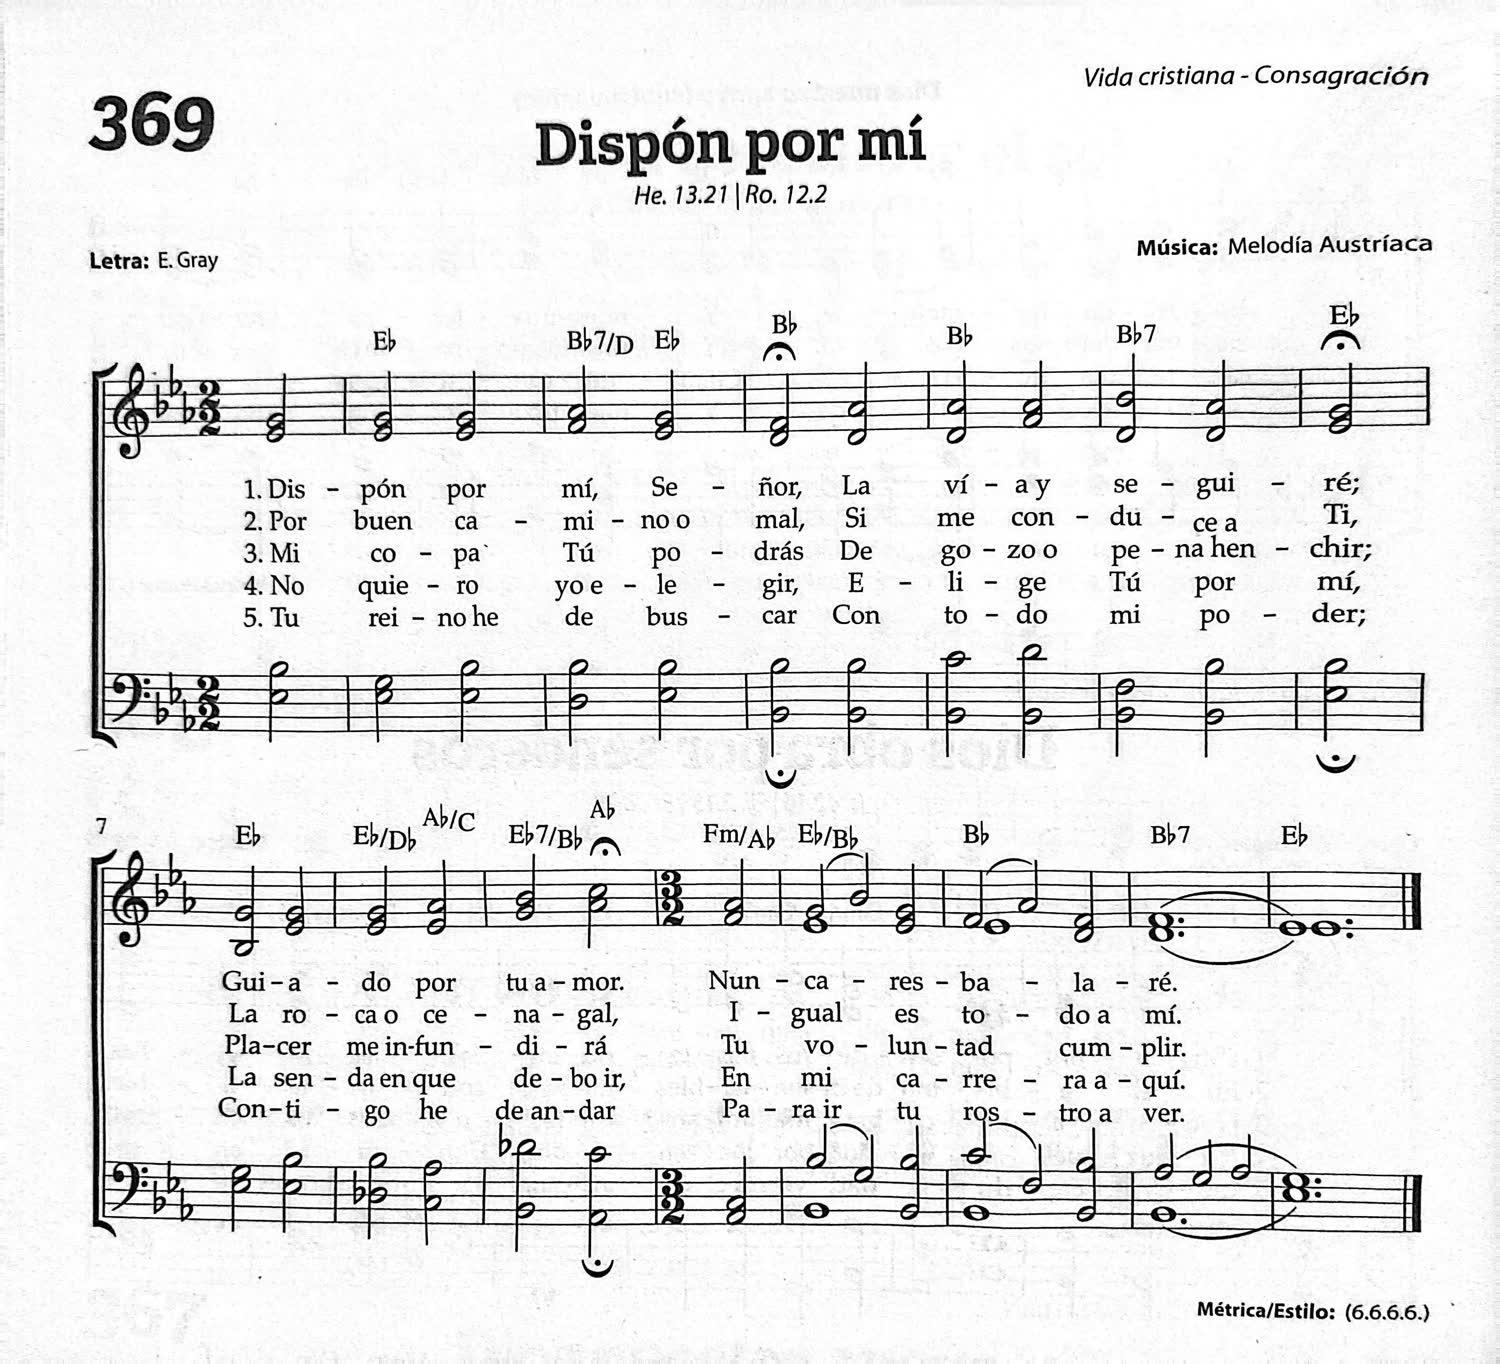 Vida cristiana - Consagración
369
Dispón por mí
He. 13.21 | Ro. 12.2
Letra: E. Gray
Música: Melodía Austríaca
E♭ B♭7/D E♭ B♭ B♭ B♭7 E♭
1. Dis - pón por mí, Se - ñor, La ví - a y se - gui - ré;
2. Por buen ca - mi - no o mal, Si me con - du - ce a Ti,
3. Mi co - pa Tú po - drás De go - zo o pe - na hen - chir;
4. No quie - ro yo e - le - gir, E - li - ge Tú por mí,
5. Tu rei - no he de bus - car Con to - do mi po - der;
7
E♭ E♭/D♭ A♭/C E♭7/B♭ A♭ Fm/A♭ E♭/B♭ B♭ B♭7 E♭
Gui - a - do por tu a - mor. Nun - ca - res - ba - la - ré.
La ro - ca o ce - na - gal, I - gual es to - do a mí.
Pla-cer me in-fun - di - rá Tu vo - lun - tad cum - plir.
La sen - da en que de - bo ir, En mi ca - rre - ra a - quí.
Con-ti - go he de an-dar Pa - ra ir tu ros - tro a ver.
Métrica/Estilo: (6.6.6.6.)